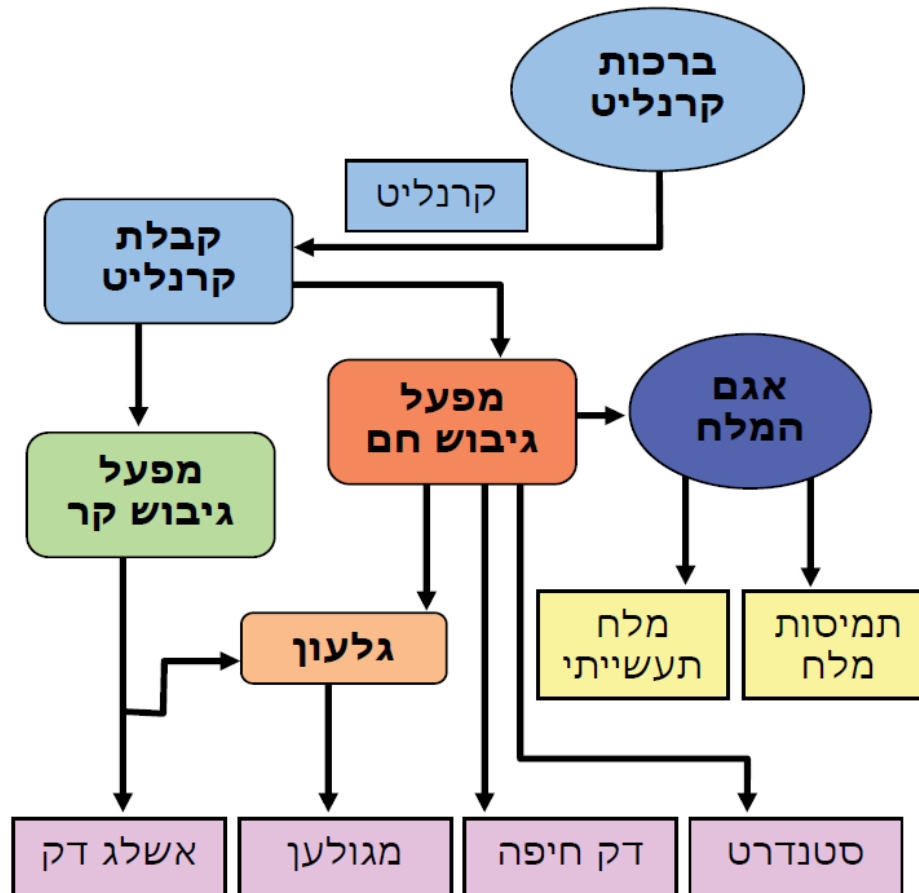 ברכות
קרנליט
קרנליט
קבלת
קרנליט
מפעל
גיבוש חם
אגם
המלח
מפעל
גיבוש קר
גלעון
מלח
תעשייתי
תמיסות
מלח
אשלג דק
מגולען
דק חיפה
סטנדרט